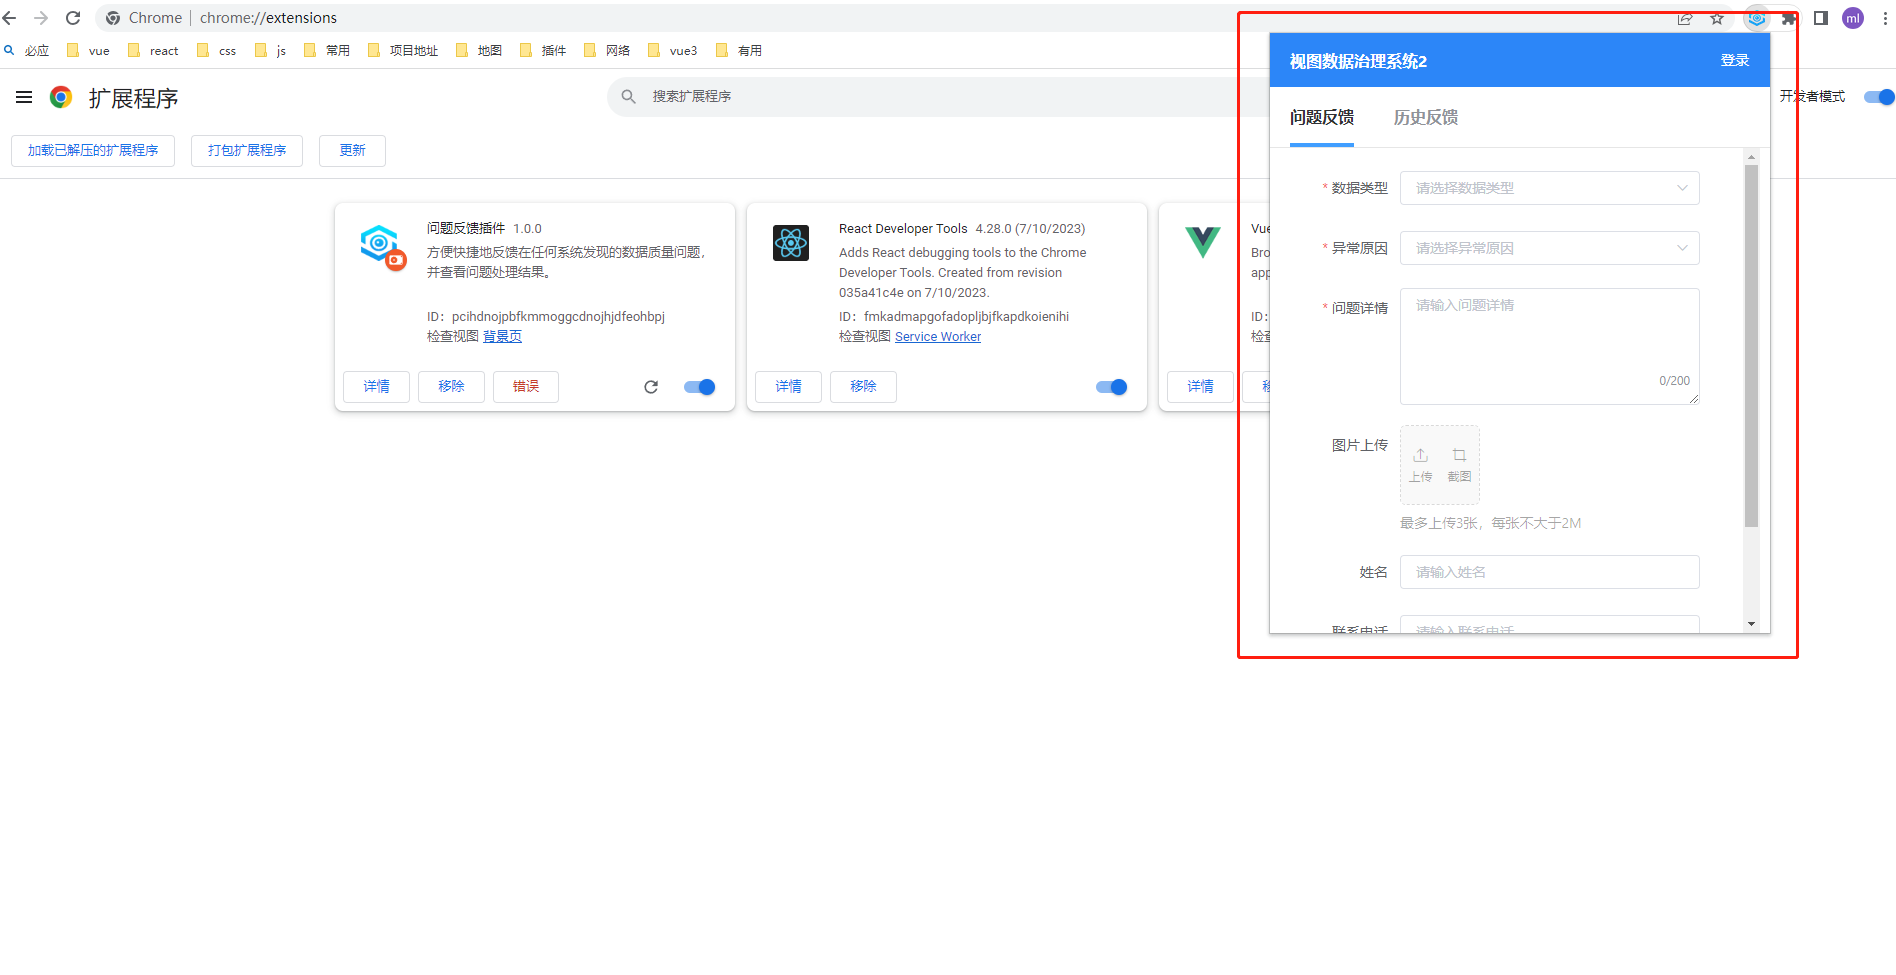 Chrome chrome://extensions
ml
必应 vue react css js 常用 项目地址 地图 插件 网络 vue3 有用
扩展程序
搜索扩展程序
开发者模式
加载已解压的扩展程序 打包扩展程序 更新
问题反馈插件 1.0.0
方便快捷地反馈在任何系统发现的数据质量问题，
并查看问题处理结果。
ID：pcihdnojpbfkmmoggcdnojhjdfeohbpj
检查视图 背景页
详情 移除 错误
React Developer Tools 4.28.0 (7/10/2023)
Adds React debugging tools to the Chrome
Developer Tools. Created from revision
035a41c4e on 7/10/2023.
ID：fmkadmapgofadopljbjfkapdkoienihi
检查视图 Service Worker
详情 移除
Vue
Bro
app
ID：
详情
视图数据治理系统2 登录
问题反馈 历史反馈
* 数据类型 请选择数据类型
* 异常原因 请选择异常原因
* 问题详情 请输入问题详情
0/200
图片上传 上传 截图
最多上传3张，每张不大于2M
姓名 请输入姓名
联系电话 请输入联系电话